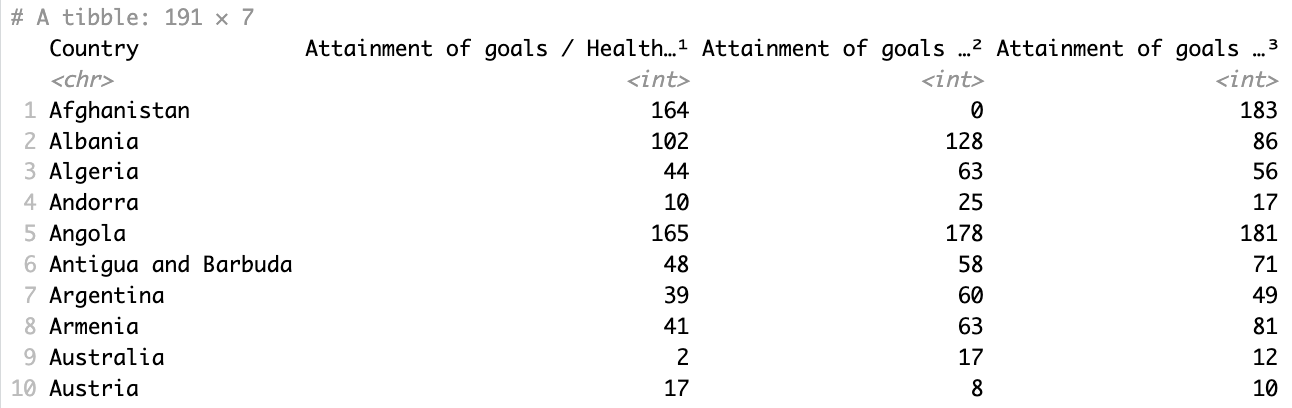 # A tibble: 191 × 7
Country Attainment of goals / Health…¹ Attainment of goals …² Attainment of goals …³
<chr> <int> <int> <int>
1 Afghanistan 164 0 183
2 Albania 102 128 86
3 Algeria 44 63 56
4 Andorra 10 25 17
5 Angola 165 178 181
6 Antigua and Barbuda 48 58 71
7 Argentina 39 60 49
8 Armenia 41 63 81
9 Australia 2 17 12
10 Austria 17 8 10